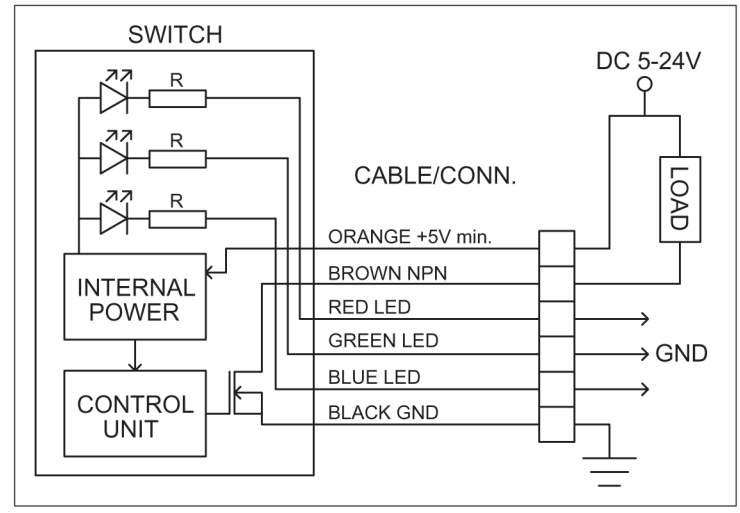 SWITCH
DC 5-24V
R
R
R
CABLE/CONN.
LOAD
ORANGE +5V min.
BROWN NPN
INTERNAL
POWER
RED LED
GREEN LED
GND
BLUE LED
CONTROL
UNIT
BLACK GND